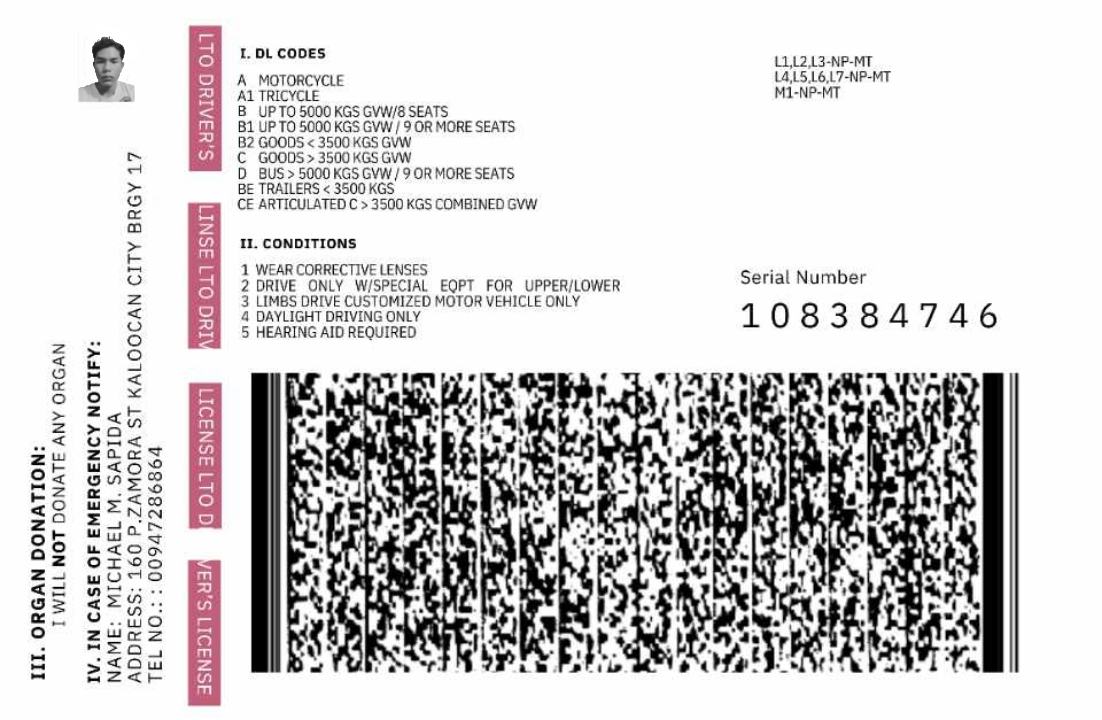 LTO DRIVER'S
LINSE LTO DRIV
LICENSE LTO D
VER'S LICENSE
I. DL CODES
A MOTORCYCLE
A1 TRICYCLE
B UP TO 5000 KGS GVW/8 SEATS
B1 UP TO 5000 KGS GVW / 9 OR MORE SEATS
B2 GOODS < 3500 KGS GVW
C GOODS > 3500 KGS GVW
D BUS > 5000 KGS GVW / 9 OR MORE SEATS
BE TRAILERS < 3500 KGS
CE ARTICULATED C > 3500 KGS COMBINED GVW
L1,L2,L3-NP-MT
L4,L5,L6,L7-NP-MT
M1-NP-MT
II. CONDITIONS
1 WEAR CORRECTIVE LENSES
2 DRIVE ONLY W/SPECIAL EQPT FOR UPPER/LOWER
3 LIMBS DRIVE CUSTOMIZED MOTOR VEHICLE ONLY
4 DAYLIGHT DRIVING ONLY
5 HEARING AID REQUIRED
Serial Number
108384746
III. ORGAN DONATION:
I WILL NOT DONATE ANY ORGAN
IV. IN CASE OF EMERGENCY NOTIFY:
NAME: MICHAEL M. SAPIDA
ADDRESS: 160 P.ZAMORA ST KALOOCAN CITY BRGY 17
TEL NO.: : 00947286864